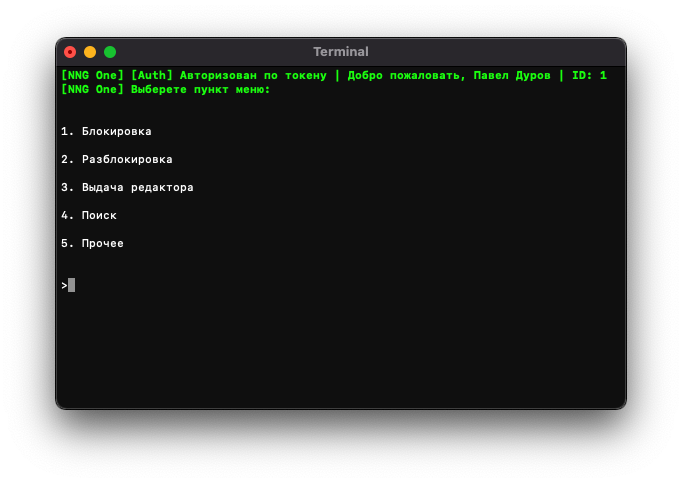 Terminal
[NNG One] [Auth] Авторизован по токену | Добро пожаловать, Павел Дуров | ID: 1
[NNG One] Выберете пункт меню:
1. Блокировка
2. Разблокировка
3. Выдача редактора
4. Поиск
5. Прочее
>